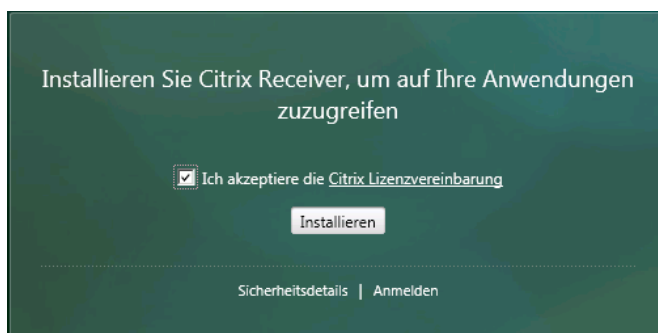 Installieren Sie Citrix Receiver, um auf Ihre Anwendungen
zuzugreifen
Ich akzeptiere die Citrix Lizenzvereinbarung
Installieren
Sicherheitsdetails | Anmelden